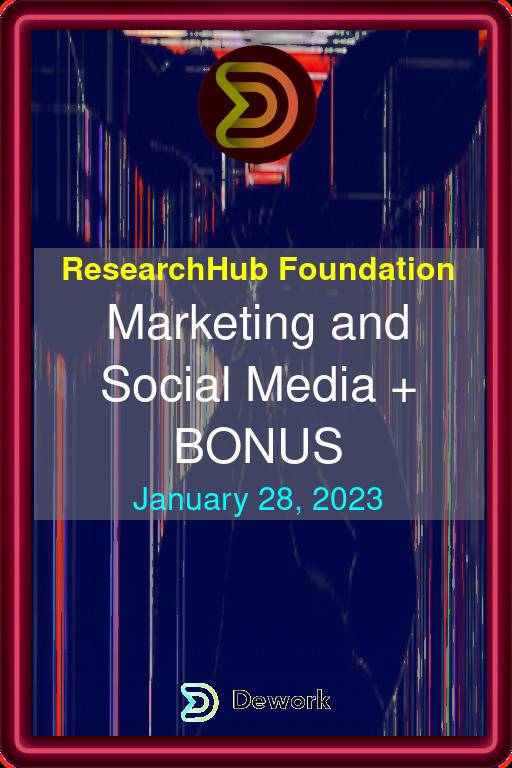 ResearchHub Foundation
Marketing and
Social Media +
BONUS
January 28, 2023
Dework